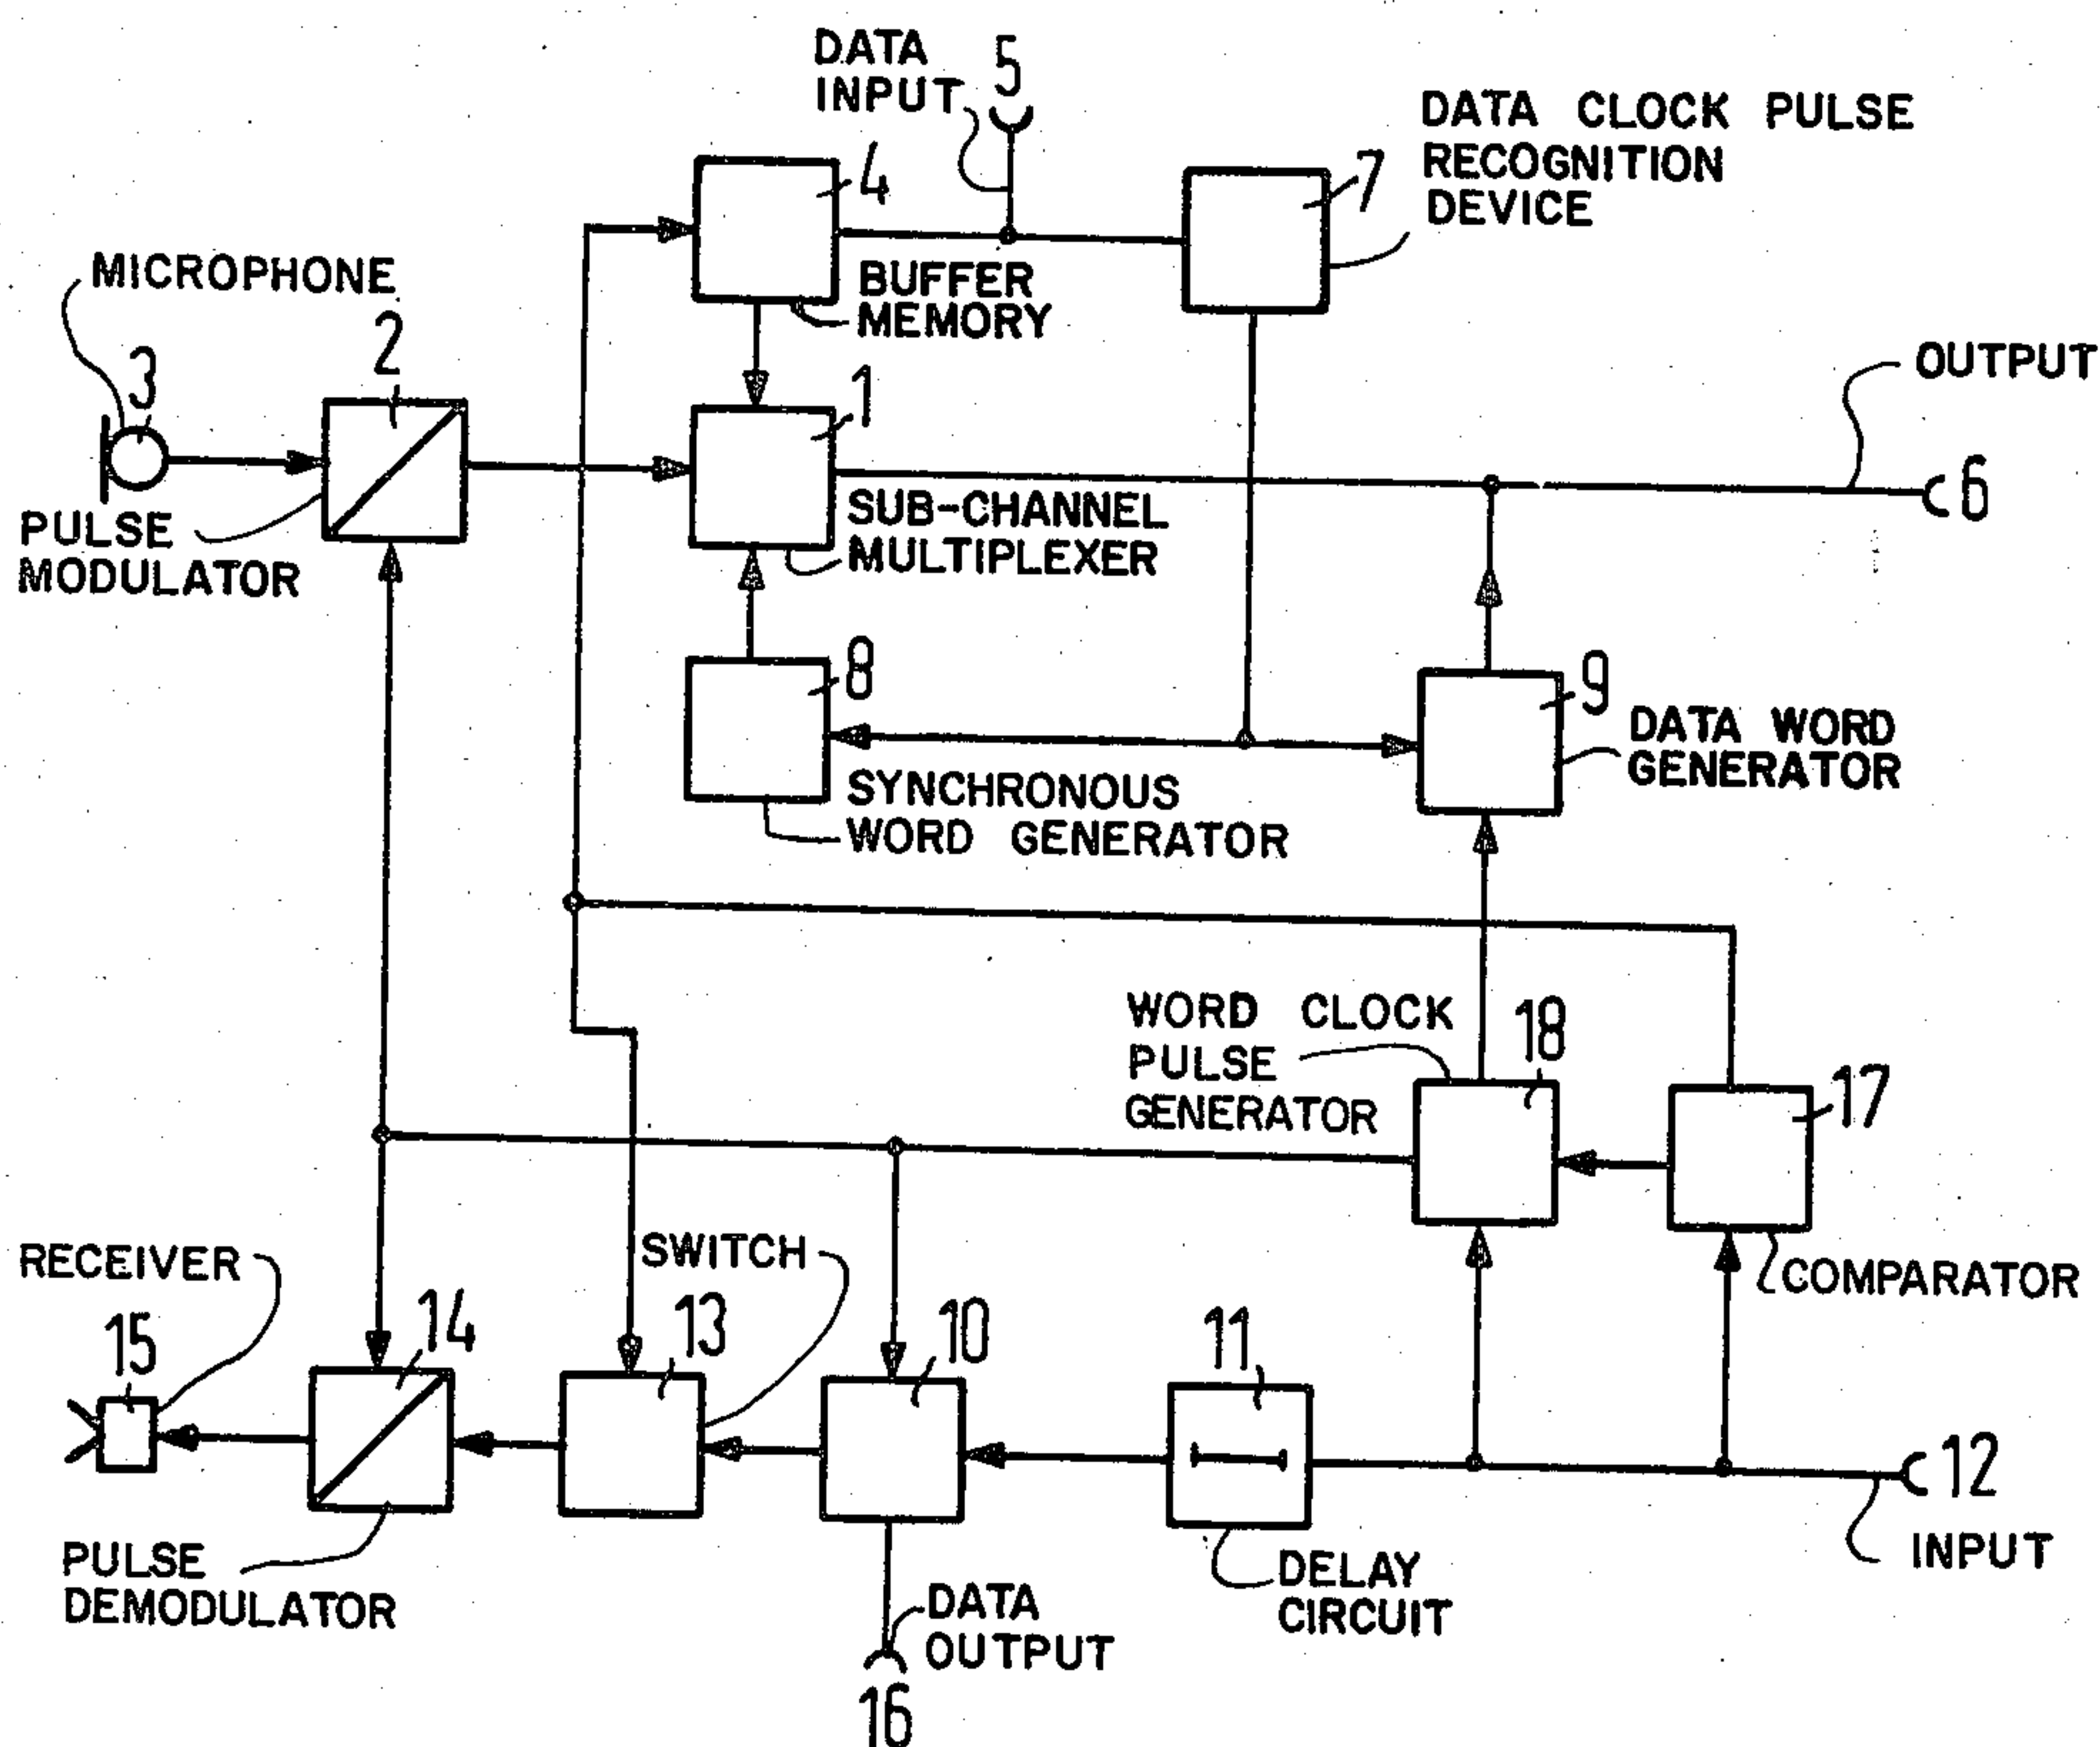 DATA
INPUT
5
DATA CLOCK PULSE
RECOGNITION
DEVICE
4
7
MICROPHONE
BUFFER
MEMORY
2
3
1
OUTPUT
6
PULSE
MODULATOR
SUB-CHANNEL
MULTIPLEXER
8
9
DATA WORD
GENERATOR
SYNCHRONOUS
WORD GENERATOR
WORD CLOCK
PULSE
GENERATOR
18
17
RECEIVER
SWITCH
COMPARATOR
15
14
13
10
11
12
INPUT
PULSE
DEMODULATOR
DELAY
CIRCUIT
DATA
OUTPUT
16